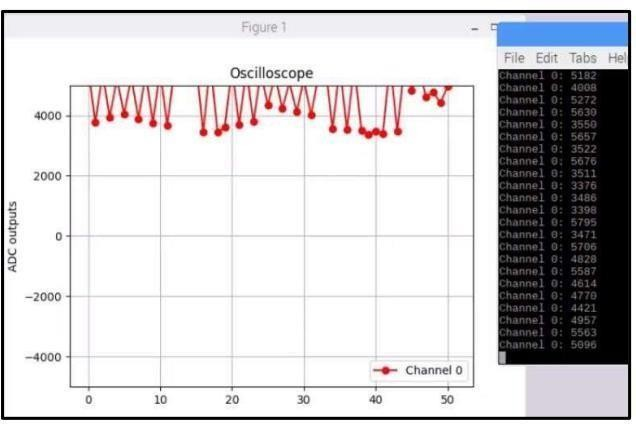 Figure 1
Oscilloscope
4000
2000
0
−2000
−4000
ADC outputs
0
10
20
30
40
50
Channel 0
File Edit Tabs Hel
Channel 0: 5182
Channel 0: 4008
Channel 0: 5272
Channel 0: 5630
Channel 0: 3550
Channel 0: 5657
Channel 0: 3522
Channel 0: 5676
Channel 0: 3511
Channel 0: 3376
Channel 0: 3486
Channel 0: 3398
Channel 0: 5795
Channel 0: 3471
Channel 0: 5706
Channel 0: 4828
Channel 0: 5587
Channel 0: 4614
Channel 0: 4770
Channel 0: 4421
Channel 0: 4957
Channel 0: 5563
Channel 0: 5096